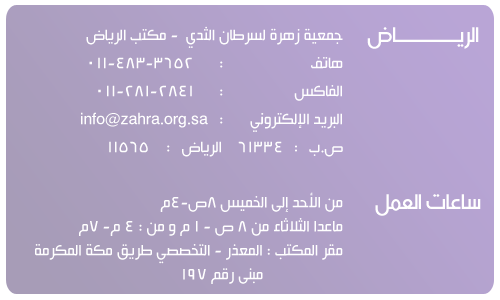 الريـــــــاض
جمعية زهرة لسرطان الثدي - مكتب الرياض
هاتف : ٠١١-٤٨٣-٣٦٥٢
الفاكس : ٠١١-٢٨١-٢٨٤١
البريد الإلكتروني : info@zahra.org.sa
ص.ب : ٦١٣٣٤ الرياض : ١١٥٦٥
ساعات العمل
من الأحد إلى الخميس ٨ص-٤م
ماعدا الثلاثاء من ٨ ص - ١ م و من : ٤ م- ٧م
مقر المكتب : المعذر - التخصصي طريق مكة المكرمة
مبنى رقم ١٩٧